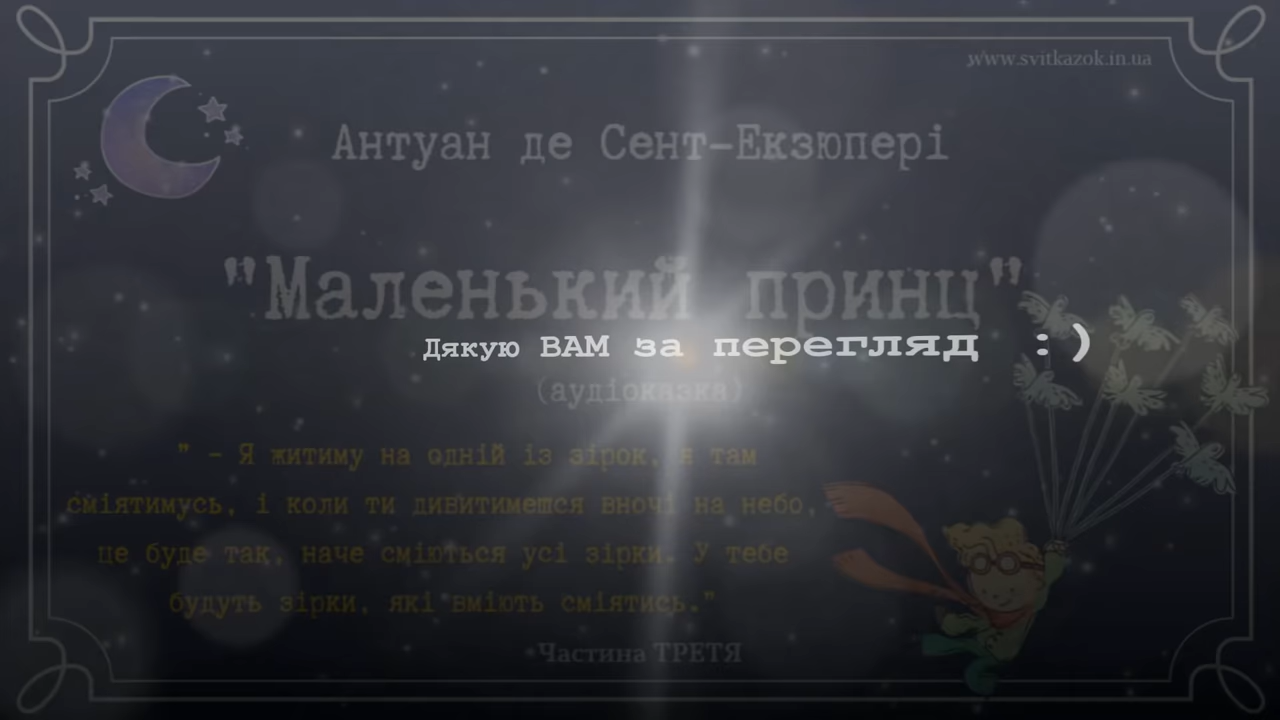 www.svitkazok.in.ua
Антуан де Сент-Екзюпері
"Маленький принц"
Дякую ВАМ за перегляд :)
(аудіоказка)
" - Я житиму на одній із зірок, я там
сміятимусь, і коли ти дивитимешся вночі на небо,
це буде так, наче сміються усі зірки. У тебе
будуть зірки, які вміють сміятись."
Частина ТРЕТЯ